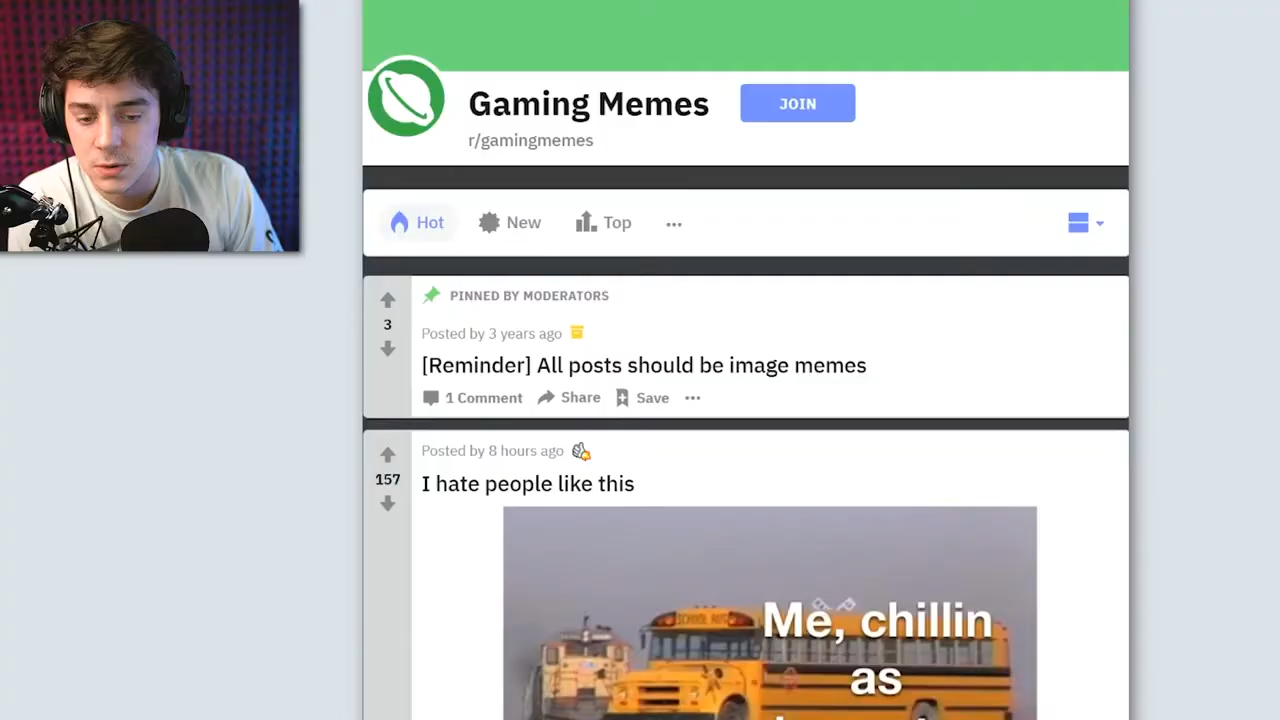 Gaming Memes
JOIN
r/gamingmemes
Hot
New
Top
PINNED BY MODERATORS
3
Posted by 3 years ago
[Reminder] All posts should be image memes
1 Comment
Share
Save
Posted by 8 hours ago
157
I hate people like this
SCHOOL BUS
Me, chillin
as